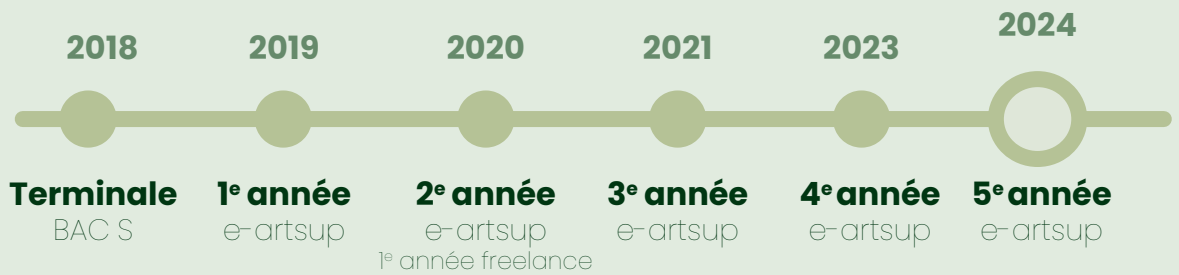 2018 2019 2020 2021 2023 2024
Terminale 1e année 2e année 3e année 4e année 5e année
BAC S e-artsup e-artsup e-artsup e-artsup e-artsup
1e année freelance